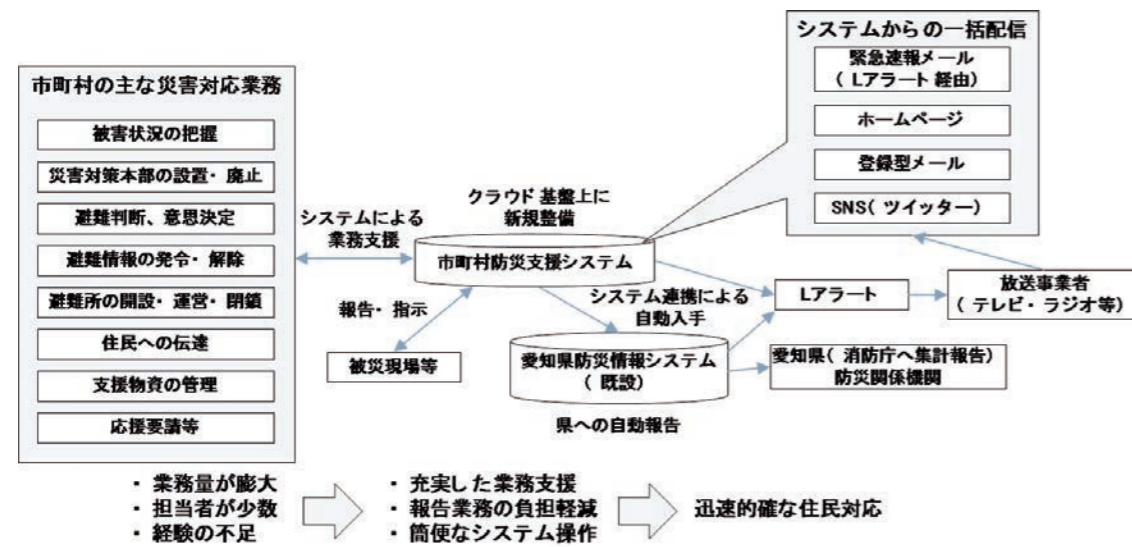 市町村の主な災害対応業務
被害状況の把握
災害対策本部の設置・廃止
避難判断、意思決定
避難情報の発令・解除
避難所の開設・運営・閉鎖
住民への伝達
支援物資の管理
応援要請等
システムによる
業務支援
クラウド基盤上に
新規整備
市町村防災支援システム
報告・指示
被災現場等
システム連携による
自動入手
愛知県防災情報システム
(既設)
県への自動報告
システムからの一括配信
緊急速報メール
(Lアラート経由)
ホームページ
登録型メール
SNS(ツイッター)
Lアラート
放送事業者
(テレビ・ラジオ等)
愛知県(消防庁へ集計報告)
防災関係機関
・業務量が膨大
・担当者が少数
・経験の不足
・充実した業務支援
・報告業務の負担軽減
・簡便なシステム操作
迅速的確な住民対応